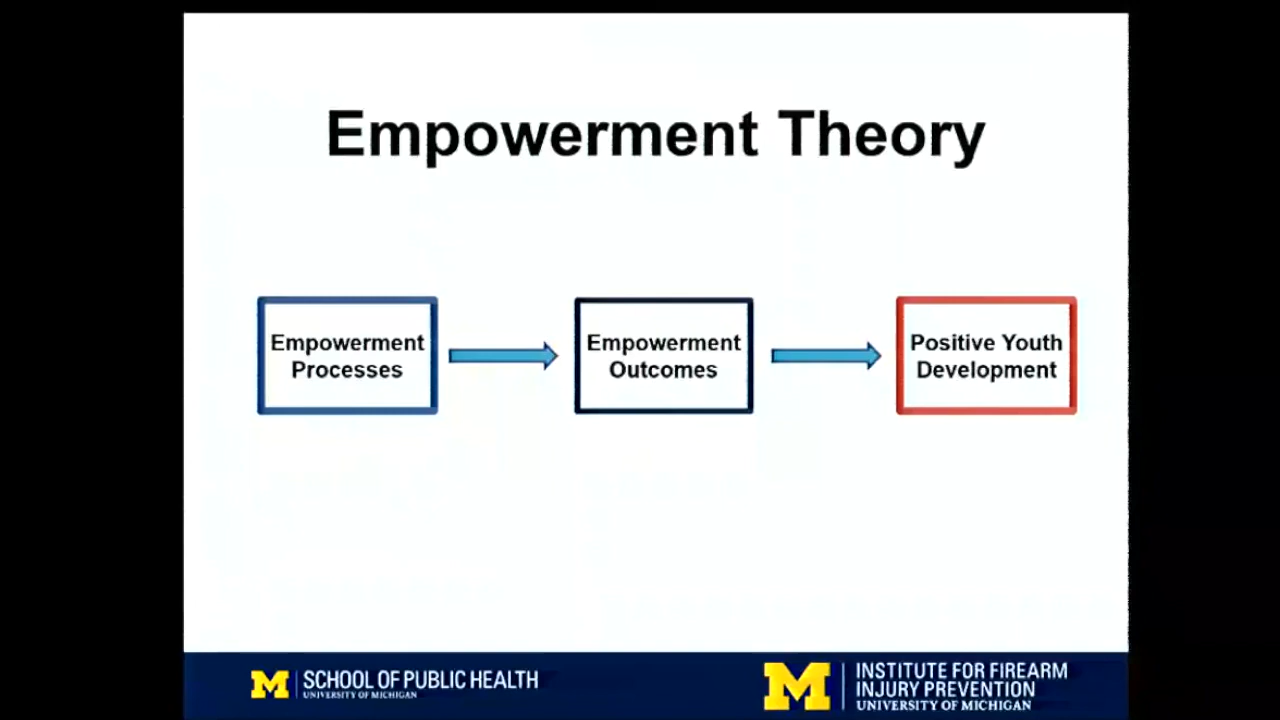 Empowerment Theory
Empowerment
Processes
Empowerment
Outcomes
Positive Youth
Development
M
SCHOOL OF PUBLIC HEALTH
UNIVERSITY OF MICHIGAN
M
INSTITUTE FOR FIREARM
INJURY PREVENTION
UNIVERSITY OF MICHIGAN